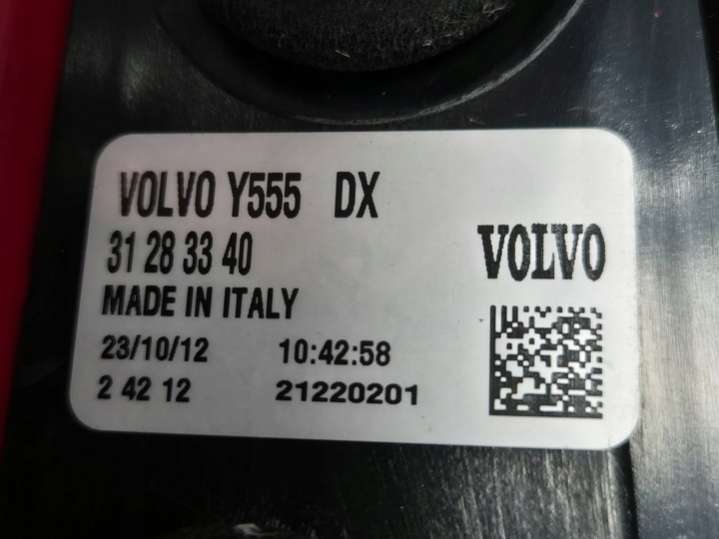 VOLVO Y555 DX
31 28 33 40
VOLVO
MADE IN ITALY
23/10/12 10:42:58
2 42 12 21220201